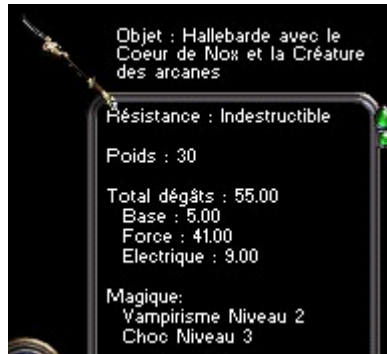 Objet : Hallebarde avec le
Coeur de Nox et la Créature
des arcanes
Résistance : Indestructible
Poids : 30
Total dégâts : 55.00
Base : 5.00
Force : 41.00
Electrique : 9.00
Magique:
Vampirisme Niveau 2
Choc Niveau 3